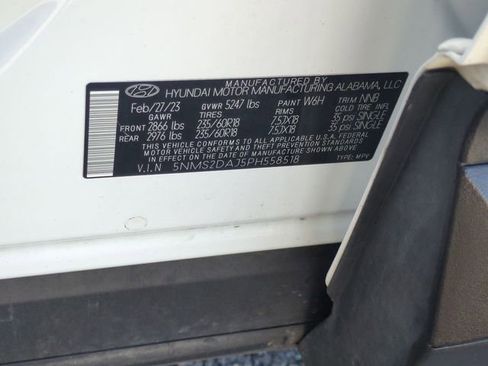 MANUFACTURED BY
HYUNDAI MOTOR MANUFACTURING ALABAMA, LLC
Feb/27/23 GVWR 5247 lbs PAINT W6H TRIM NNB
GAWR TIRES RIMS COLD TIRE INF
FRONT 2866 lbs 235/60R18 7.5JX18 35 psi SINGLE
REAR 2976 lbs 235/60R18 7.5JX18 35 psi SINGLE
THIS VEHICLE CONFORMS TO ALL APPLICABLE U.S.A. FEDERAL
MOTOR VEHICLE SAFETY, BUMPER, AND THEFT PREVENTION STANDARDS
IN EFFECT ON THE DATE OF MANUFACTURE SHOWN ABOVE.
V.I.N 5NMS2DAJ5PH558518 TYPE: MPV